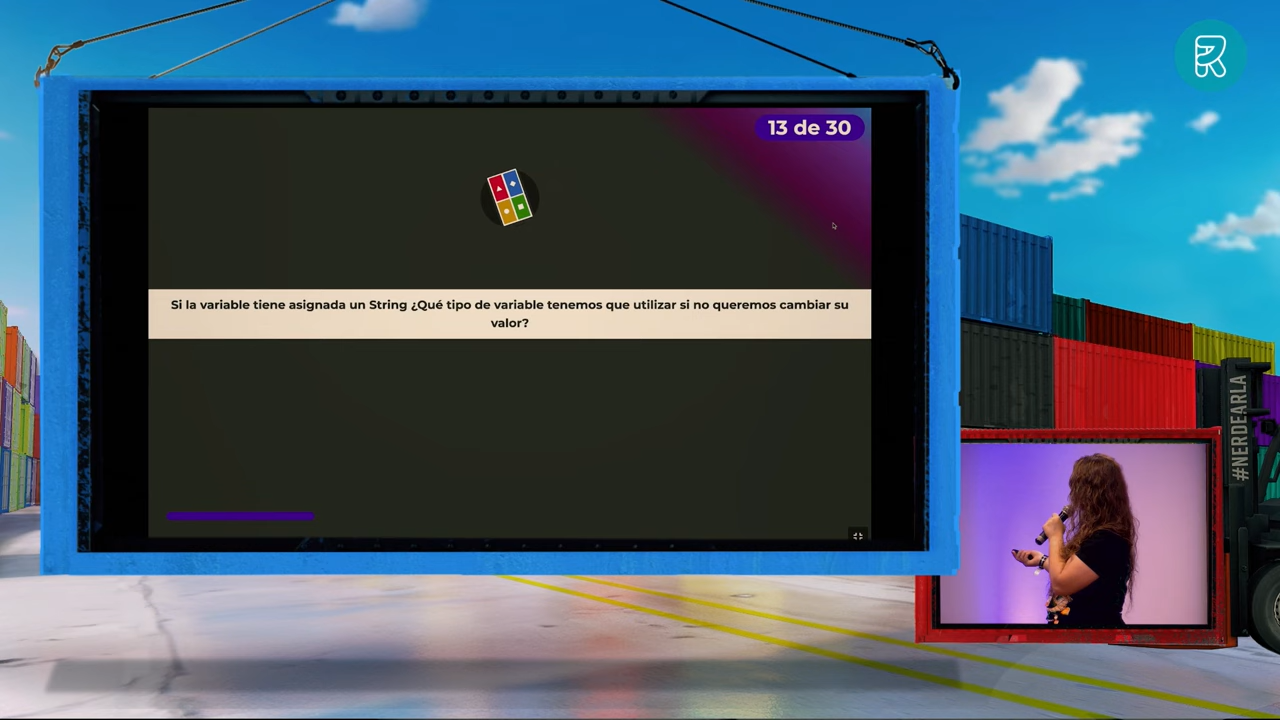 13 de 30
Si la variable tiene asignada un String ¿Qué tipo de variable tenemos que utilizar si no queremos cambiar su
valor?
#NERDEARLA